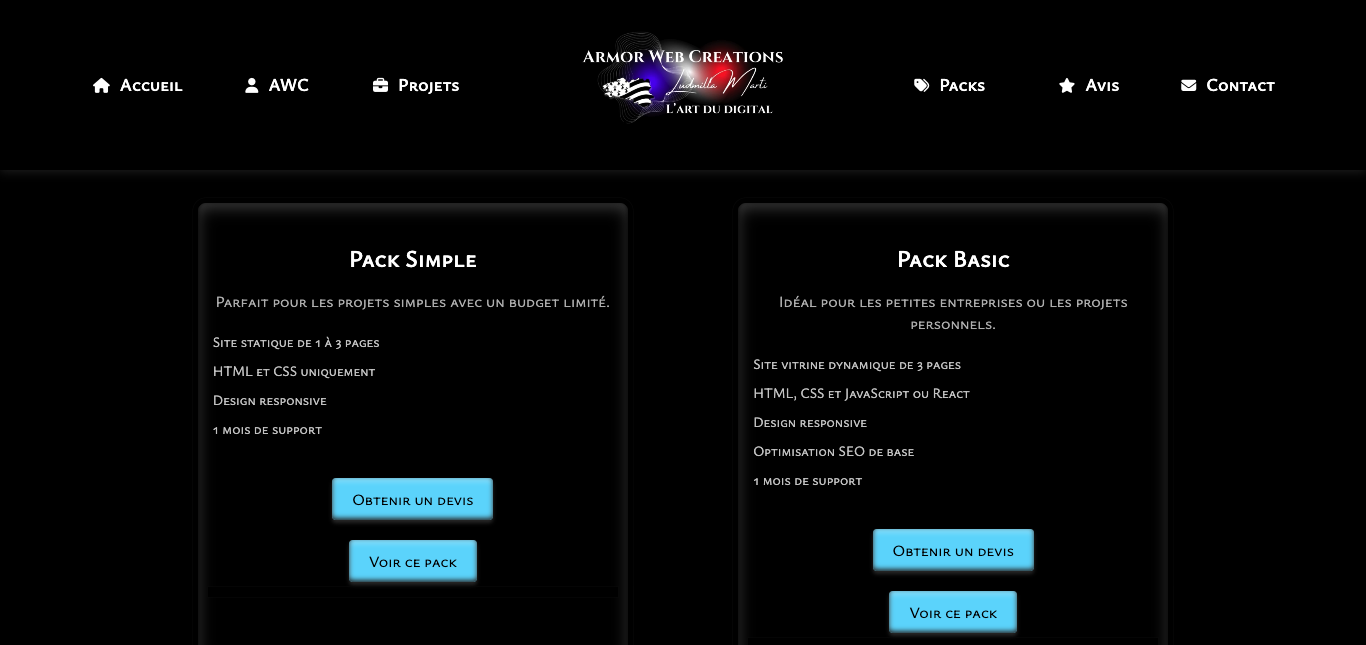 Accueil
AWC
Projets
Armor Web Creations
Ludmilla Marti
L'art du digital
Packs
Avis
Contact
Pack Simple
Parfait pour les projets simples avec un budget limité.
Site statique de 1 à 3 pages
HTML et CSS uniquement
Design responsive
1 mois de support
Obtenir un devis
Voir ce pack
Pack Basic
Idéal pour les petites entreprises ou les projets
personnels.
Site vitrine dynamique de 3 pages
HTML, CSS et JavaScript ou React
Design responsive
Optimisation SEO de base
1 mois de support
Obtenir un devis
Voir ce pack